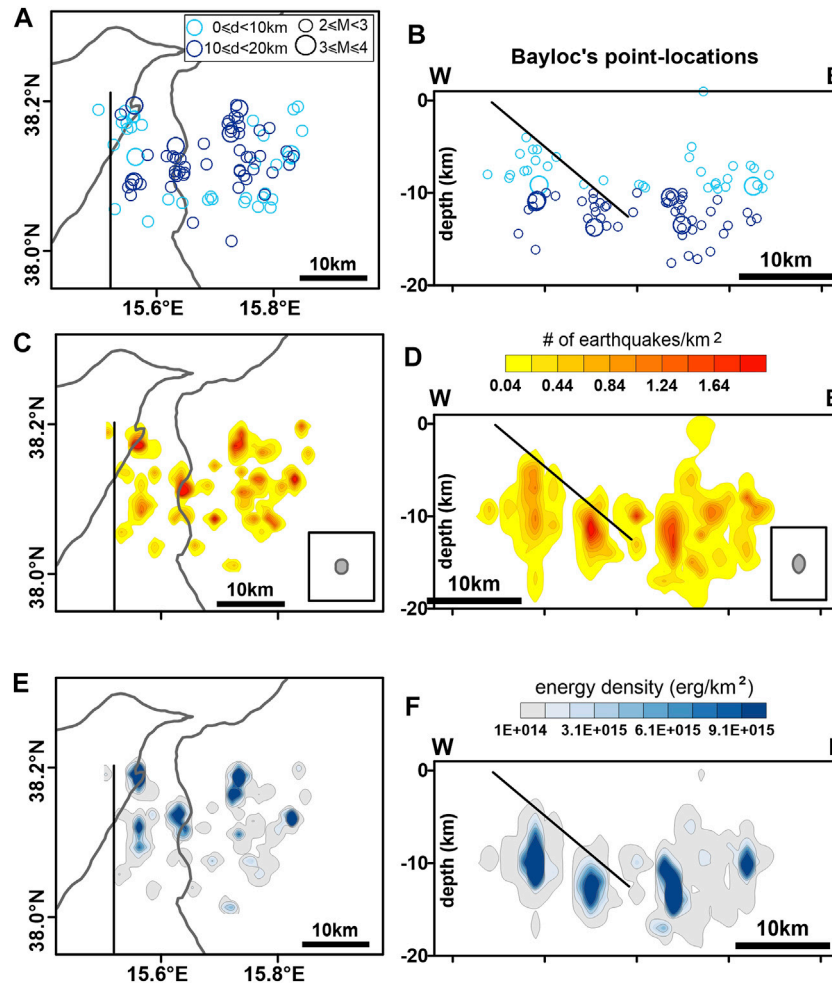 A
0≤d<10km
2≤M<3
10≤d<20km
3≤M≤4
38.2°N
38.0°N
15.6°E
15.8°E
10km
B
Bayloc's point-locations
W
E
0
-10
-20
depth (km)
10km
C
38.2°N
38.0°N
10km
D
# of earthquakes/km²
0.04
0.44
0.84
1.24
1.64
W
E
0
-10
-20
depth (km)
10km
E
38.2°N
38.0°N
15.6°E
15.8°E
10km
F
energy density (erg/km²)
1E+014
3.1E+015
6.1E+015
9.1E+015
W
0
-10
-20
depth (km)
10km